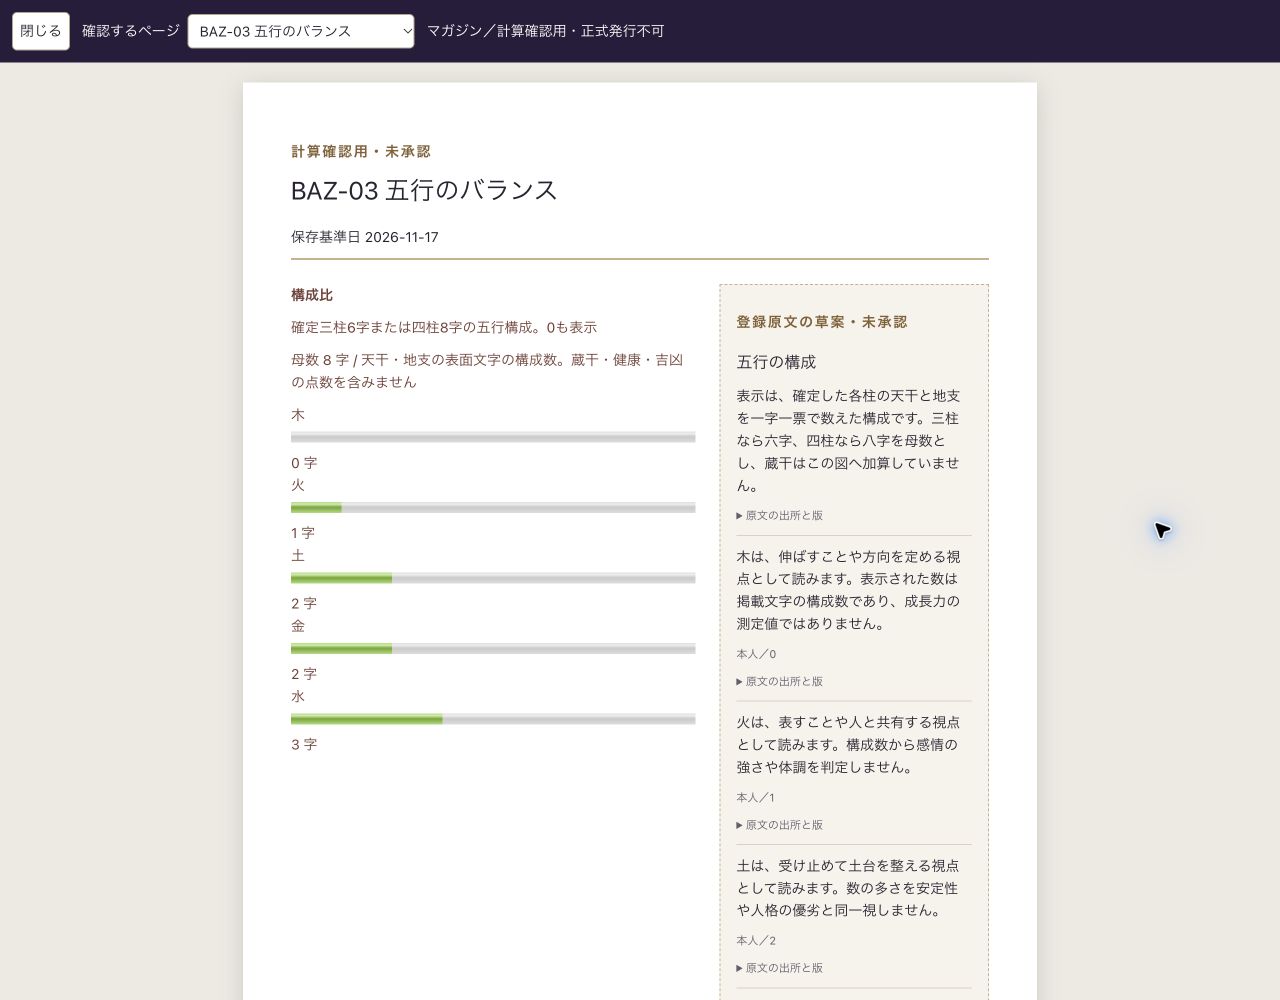 閉じる 確認するページ BAZ-03 五行のバランス マガジン／計算確認用・正式発行不可
計算確認用・未承認
BAZ-03 五行のバランス
保存基準日 2026-11-17
構成比
確定三柱6字または四柱8字の五行構成。0も表示
母数 8 字 / 天干・地支の表面文字の構成数。蔵干・健康・吉凶
の点数を含みません
木
0 字
火
1 字
土
2 字
金
2 字
水
3 字
登録原文の草案・未承認
五行の構成
表示は、確定した各柱の天干と地支
を一字一票で数えた構成です。三柱
なら六字、四柱なら八字を母数と
し、蔵干はこの図へ加算していませ
ん。
▶ 原文の出所と版
木は、伸ばすことや方向を定める視
点として読みます。表示された数は
掲載文字の構成数であり、成長力の
測定値ではありません。
本人／0
▶ 原文の出所と版
火は、表すことや人と共有する視点
として読みます。構成数から感情の
強さや体調を判定しません。
本人／1
▶ 原文の出所と版
土は、受け止めて土台を整える視点
として読みます。数の多さを安定性
や人格の優劣と同一視しません。
本人／2
▶ 原文の出所と版